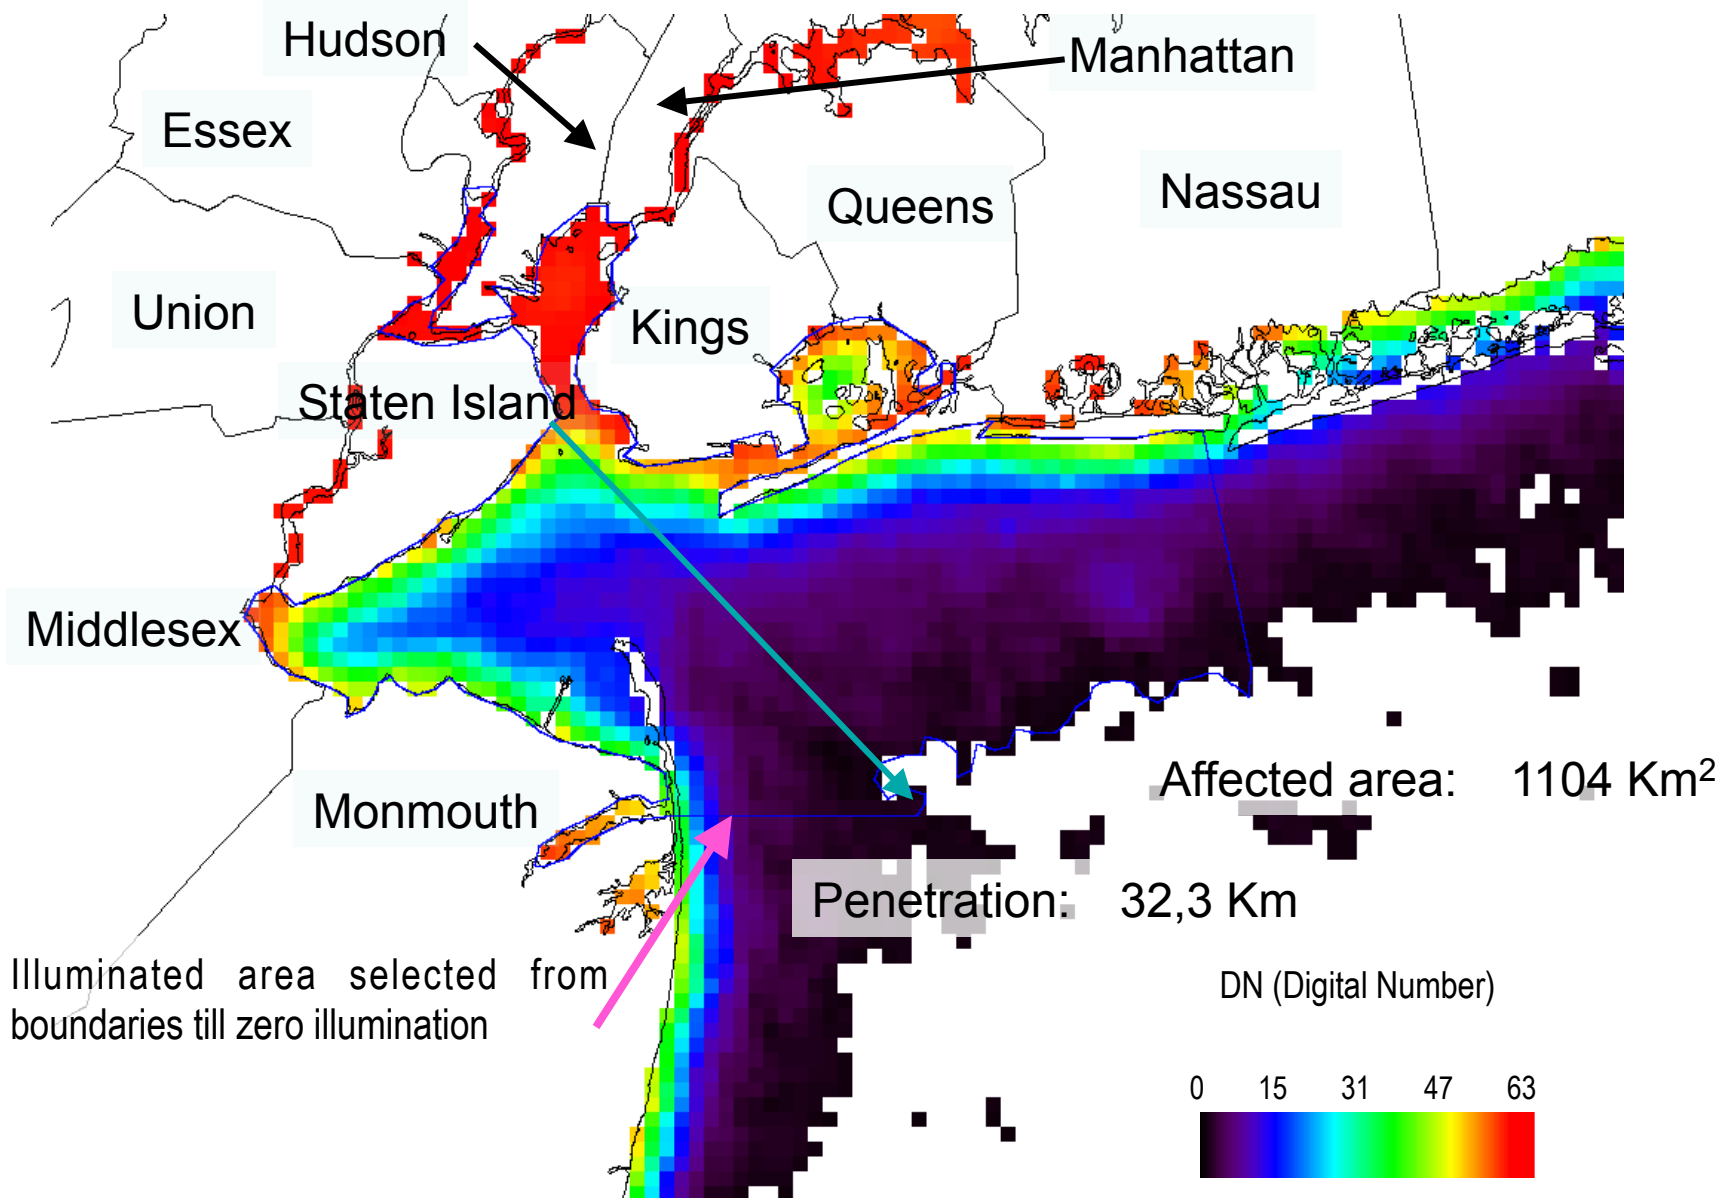 Hudson
Manhattan
Essex
Queens
Nassau
Union
Kings
Staten Island
Middlesex
Affected area: 1104 Km²
Monmouth
Penetration: 32,3 Km
Illuminated area selected from
boundaries till zero illumination
DN (Digital Number)
0 15 31 47 63